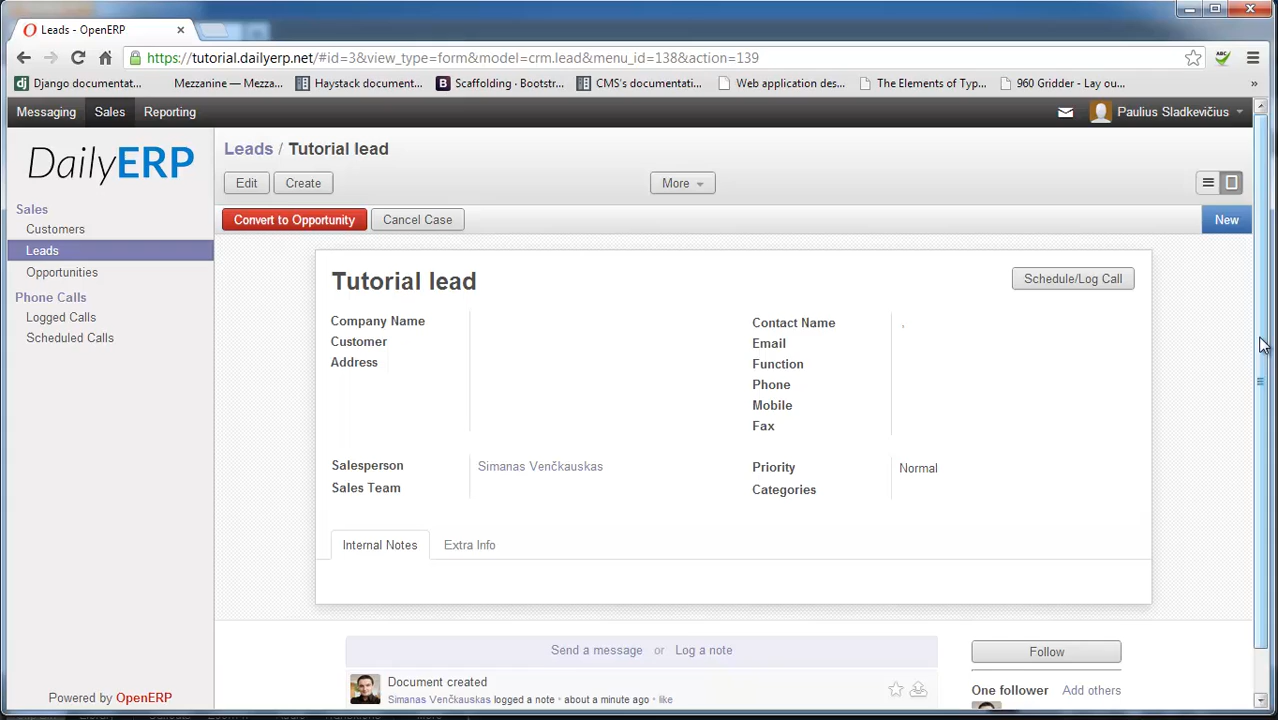 Leads - OpenERP
https://tutorial.dailyerp.net/#id=3&view_type=form&model=crm.lead&menu_id=138&action=139
ABC
Django documentat... Mezzanine — Mezza... Haystack document... Scaffolding · Bootstr... CMS's documentati... Web application des... The Elements of Typ... 960 Gridder - Lay ou... »
Messaging Sales Reporting Paulius Sladkevičius
DailyERP
Sales
Customers
Leads
Opportunities
Phone Calls
Logged Calls
Scheduled Calls
Powered by OpenERP
Leads / Tutorial lead
Edit Create More
Convert to Opportunity Cancel Case New
Tutorial lead Schedule/Log Call
Company Name
Customer
Address
Contact Name ,
Email
Function
Phone
Mobile
Fax
Salesperson Simanas Venčkauskas
Sales Team
Priority Normal
Categories
Internal Notes Extra Info
Send a message or Log a note
Document created
Simanas Venčkauskas logged a note • about a minute ago • like
Follow
One follower Add others